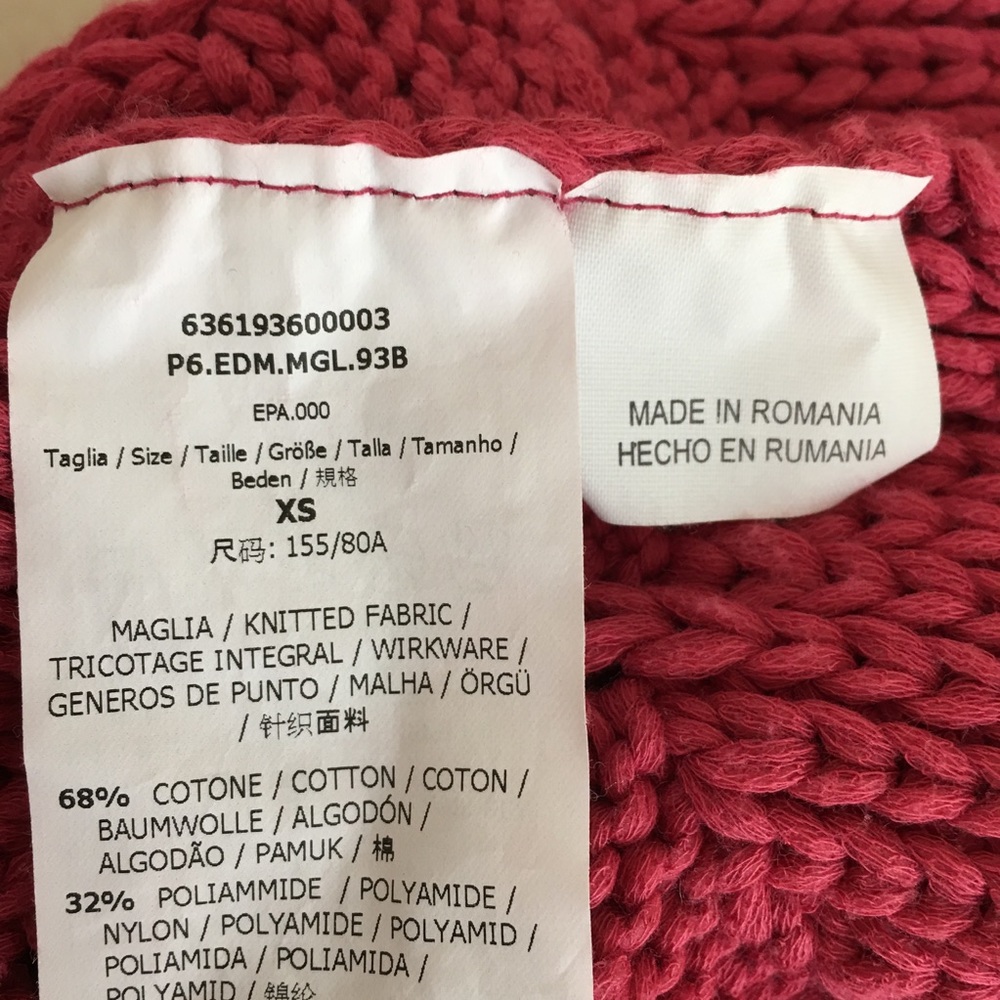 636193600003
P6.EDM.MGL.93B
EPA.000
Taglia / Size / Taille / Größe / Talla / Tamanho /
Beden / 規格
XS
尺码: 155/80A
MAGLIA / KNITTED FABRIC /
TRICOTAGE INTEGRAL / WIRKWARE /
GENEROS DE PUNTO / MALHA / ÖRGÜ
/ 针织面料
68% COTONE / COTTON / COTON /
BAUMWOLLE / ALGODÓN /
ALGODÃO / PAMUK / 棉
32% POLIAMMIDE / POLYAMIDE /
NYLON / POLYAMIDE / POLYAMID /
POLIAMIDA / POLIAMIDA /
POLYAMID / 锦纶
MADE IN ROMANIA
HECHO EN RUMANIA